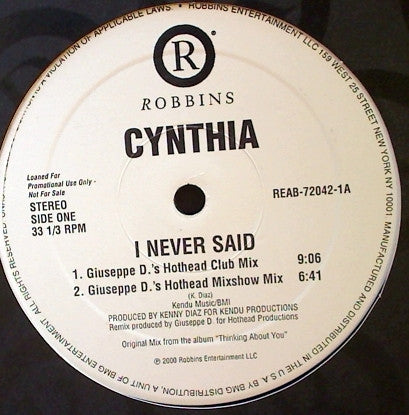 R
ROBBINS
CYNTHIA
Loaned For
Promotional Use Only -
Not For Sale
STEREO
SIDE ONE
33 1/3 RPM
REAB-72042-1A
I NEVER SAID
1. Giuseppe D.'s Hothead Club Mix 9:06
2. Giuseppe D.'s Hothead Mixshow Mix 6:41
(K. Diaz)
Kendu Music/BMI
PRODUCED BY KENNY DIAZ FOR KENDU PRODUCTIONS
Remix produced by Giuseppe D. for Hothead Productions
Original Mix from the album "Thinking About You"
℗ 2000 Robbins Entertainment LLC
VIOLATION OF APPLICABLE LAWS. • ROBBINS ENTERTAINMENT LLC 159 WEST 25 STREET NEW YORK NY 10001 MANUFACTURED AND DISTRIBUTED IN THE U.S.A. BY BMG DISTRIBUTION, A UNIT OF BMG ENTERTAINMENT. ALL RIGHTS RESERVED